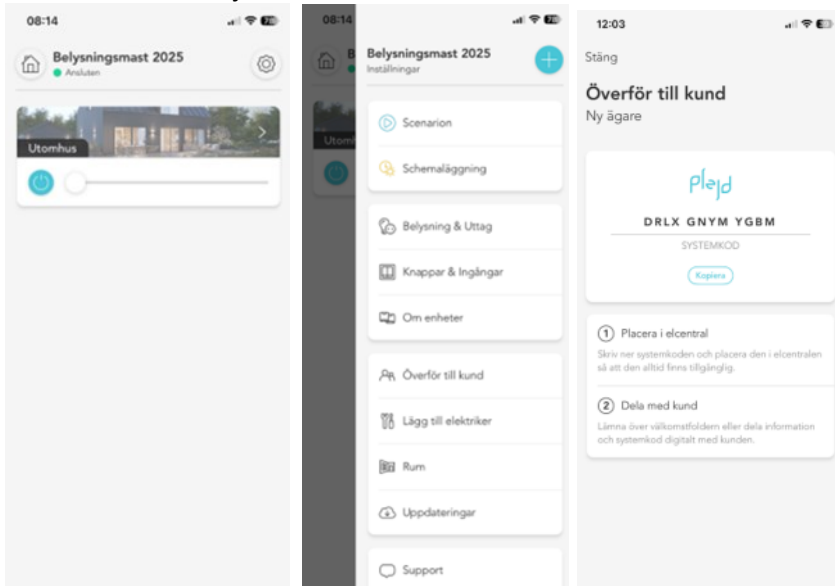 08:14
Belysningsmast 2025
Ansluten
Utomhus
08:14
B
Utomh
Belysningsmast 2025
Inställningar
Scenarion
Schemaläggning
Belysning & Uttag
Knappar & Ingångar
Om enheter
Överför till kund
Lägg till elektriker
Rum
Uppdateringar
Support
12:03
Stäng
Överför till kund
Ny ägare
plejd
DRLX GNYM YGBM
SYSTEMKOD
Kopiera
1 Placera i elcentral
Skriv ner systemkoden och placera den i elcentralen
så att den alltid finns tillgänglig.
2 Dela med kund
Lämna över välkomstfoldern eller dela information
och systemkod digitalt med kunden.